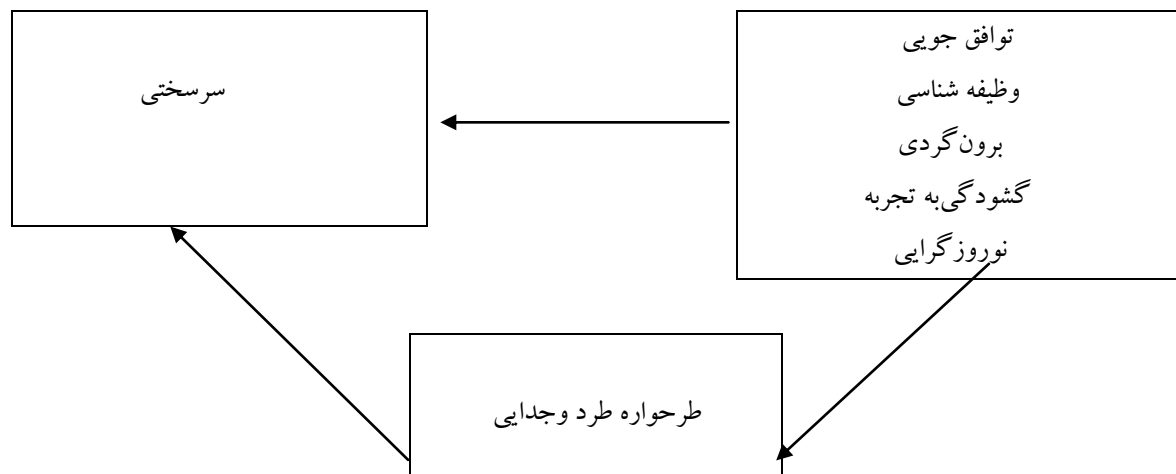 توافق جویی
وظیفه شناسی
برون‌گردی
گشودگی‌به تجربه
نوروزگرایی
سرسختی
طرحواره طرد وجدایی